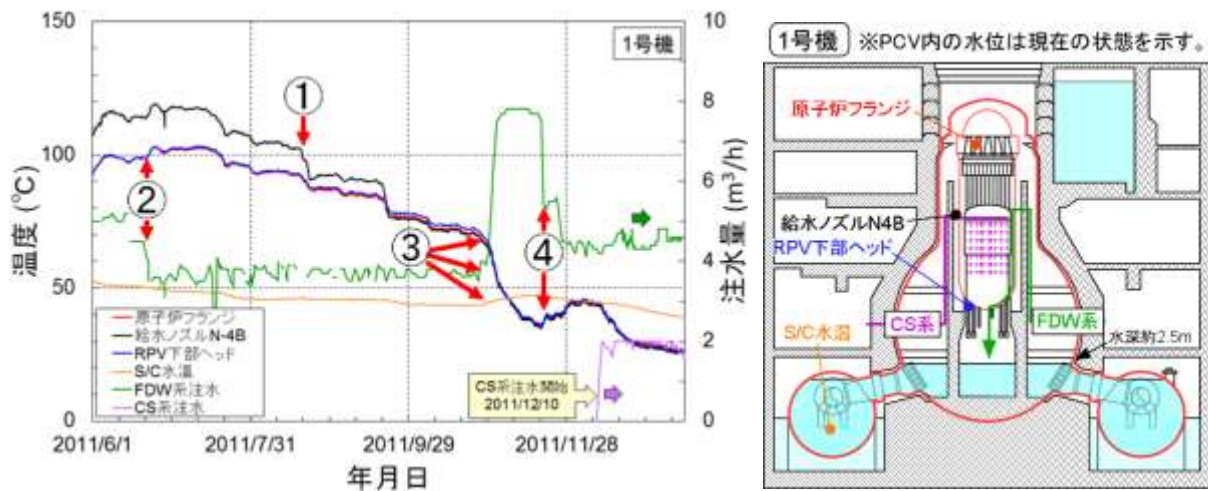 1号機
①
②
③
④
温度 (℃)
150
100
50
0
注水量 (m³/h)
10
8
6
4
2
0
原子炉フランジ
給水ノズルN-4B
RPV下部ヘッド
S/C水温
FDW系注水
CS系注水
CS系注水開始
2011/12/10
2011/6/1
2011/7/31
2011/9/29
2011/11/28
年月日
1号機 ※PCV内の水位は現在の状態を示す。
原子炉フランジ
給水ノズルN4B
RPV下部ヘッド
CS系
FDW系
S/C水温
水深約2.5m